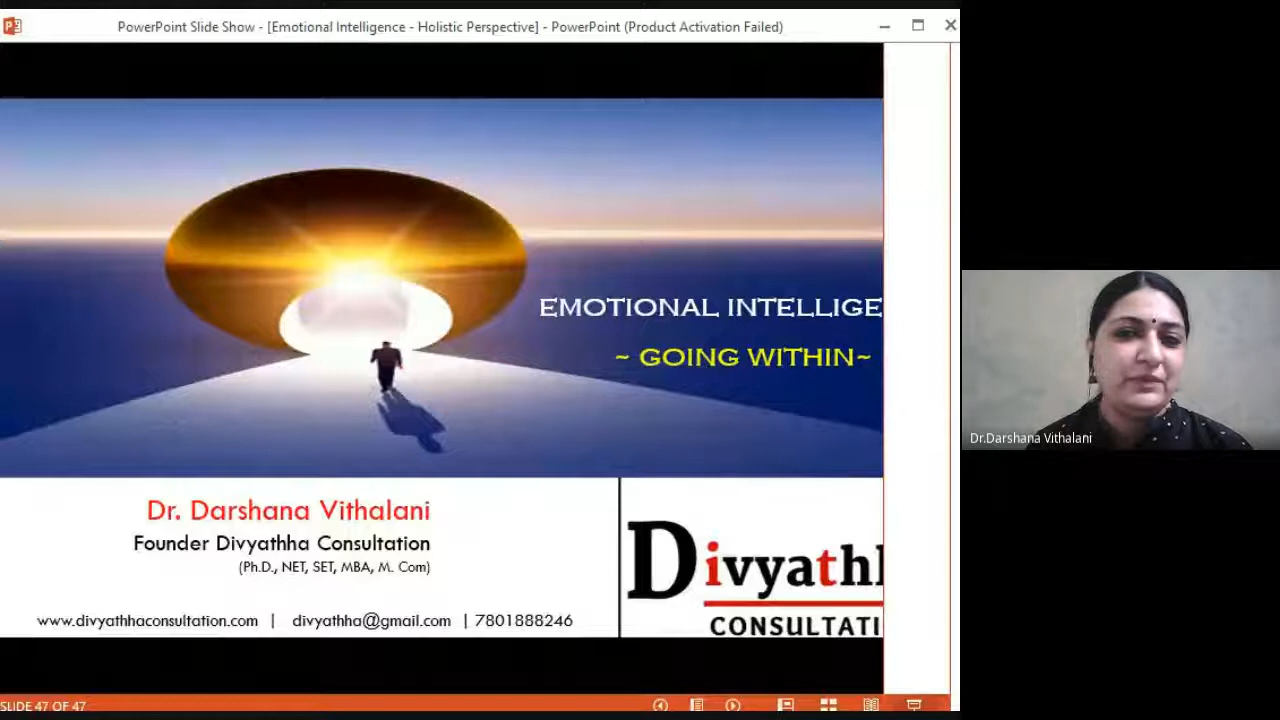 PowerPoint Slide Show - [Emotional Intelligence - Holistic Perspective] - PowerPoint (Product Activation Failed)
EMOTIONAL INTELLIGE
~ GOING WITHIN~
Dr. Darshana Vithalani
Founder Divyathha Consultation
(Ph.D., NET, SET, MBA, M. Com)
www.divyathhaconsultation.com | divyathha@gmail.com | 7801888246
Divyathh
CONSULTATI
Dr.Darshana Vithalani
SLIDE 47 OF 47